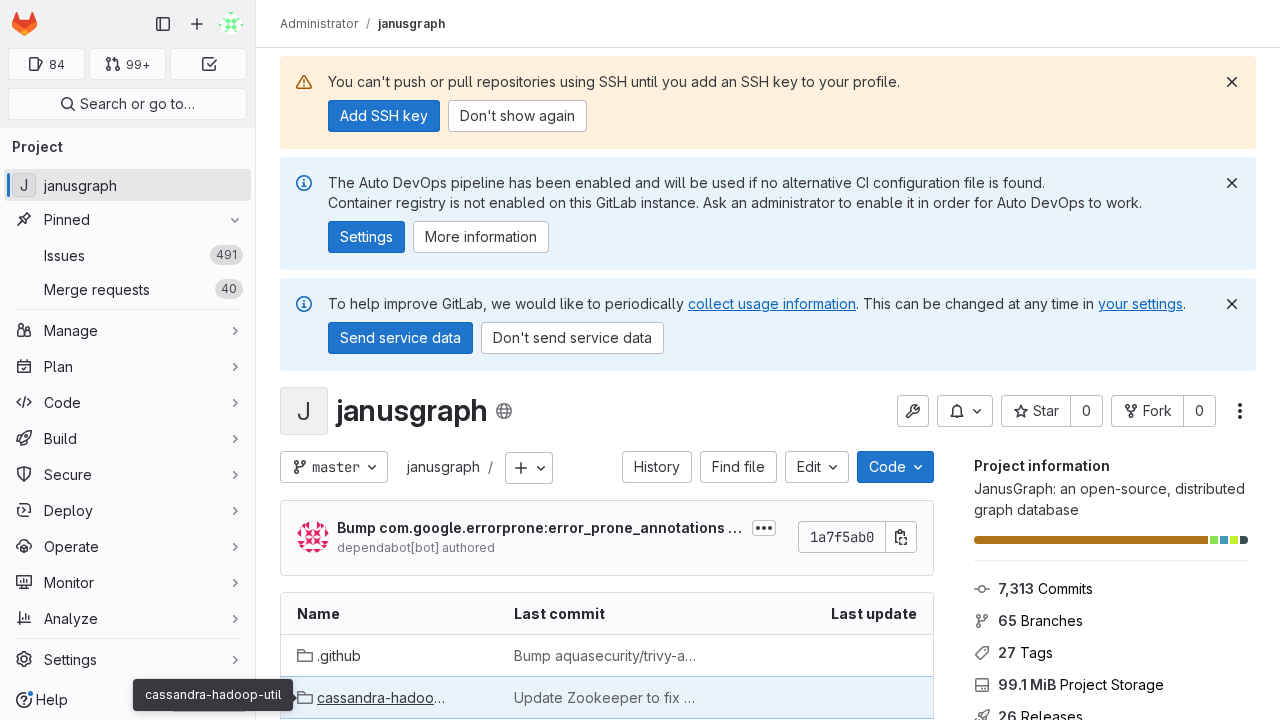 Administrator / janusgraph
84
99+
Search or go to…
Project
J janusgraph
Pinned
Issues 491
Merge requests 40
Manage
Plan
Code
Build
Secure
Deploy
Operate
Monitor
Analyze
Settings
Help
cassandra-hadoop-util
You can't push or pull repositories using SSH until you add an SSH key to your profile.
Add SSH key Don't show again
The Auto DevOps pipeline has been enabled and will be used if no alternative CI configuration file is found.
Container registry is not enabled on this GitLab instance. Ask an administrator to enable it in order for Auto DevOps to work.
Settings More information
To help improve GitLab, we would like to periodically collect usage information. This can be changed at any time in your settings.
Send service data Don't send service data
J janusgraph
Star 0 Fork 0
master janusgraph / History Find file Edit Code
Bump com.google.errorprone:error_prone_annotations …
dependabot[bot] authored
1a7f5ab0
Name Last commit Last update
.github Bump aquasecurity/trivy-a…
cassandra-hadoo… Update Zookeeper to fix …
Project information
JanusGraph: an open-source, distributed
graph database
7,313 Commits
65 Branches
27 Tags
99.1 MiB Project Storage
26 Releases